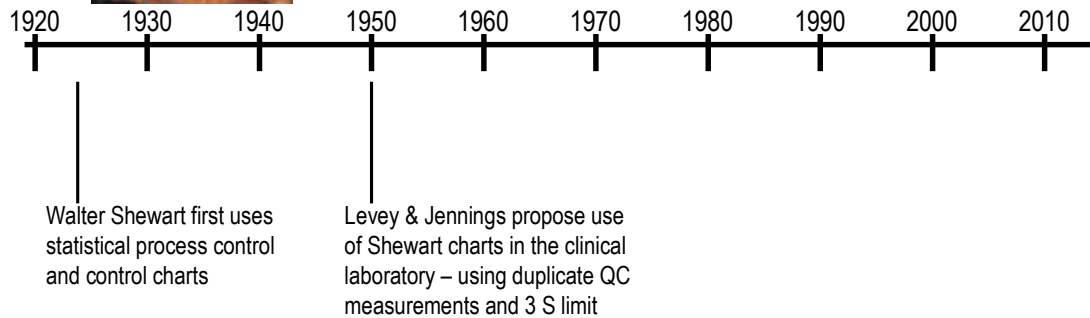 1920 1930 1940 1950 1960 1970 1980 1990 2000 2010
Walter Shewart first uses
statistical process control
and control charts
Levey & Jennings propose use
of Shewart charts in the clinical
laboratory – using duplicate QC
measurements and 3 S limit